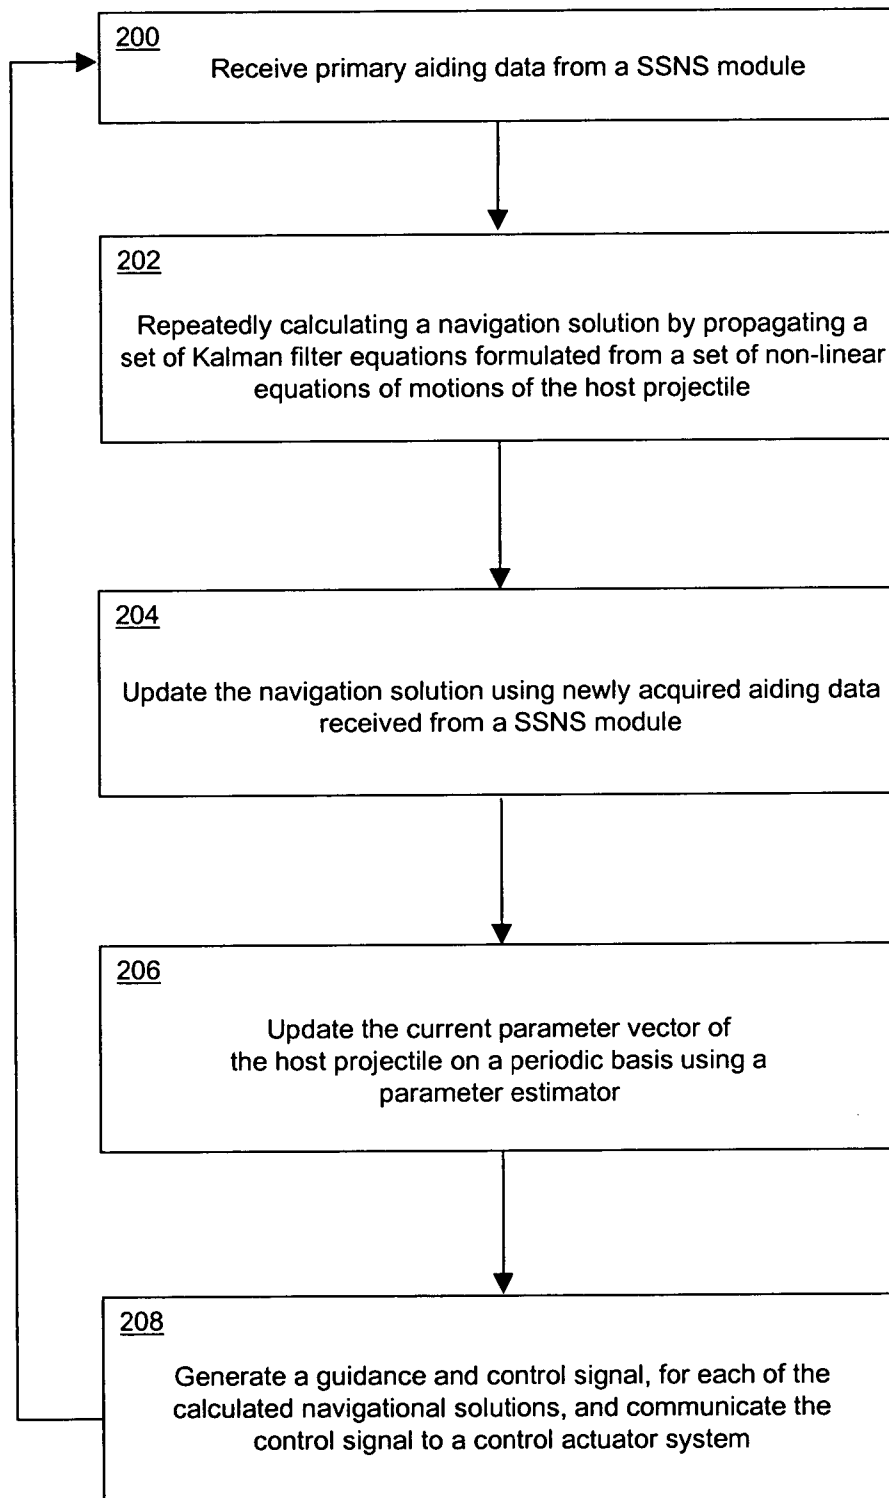 200
Receive primary aiding data from a SSNS module
202
Repeatedly calculating a navigation solution by propagating a
set of Kalman filter equations formulated from a set of non-linear
equations of motions of the host projectile
204
Update the navigation solution using newly acquired aiding data
received from a SSNS module
206
Update the current parameter vector of
the host projectile on a periodic basis using a
parameter estimator
208
Generate a guidance and control signal, for each of the
calculated navigational solutions, and communicate the
control signal to a control actuator system